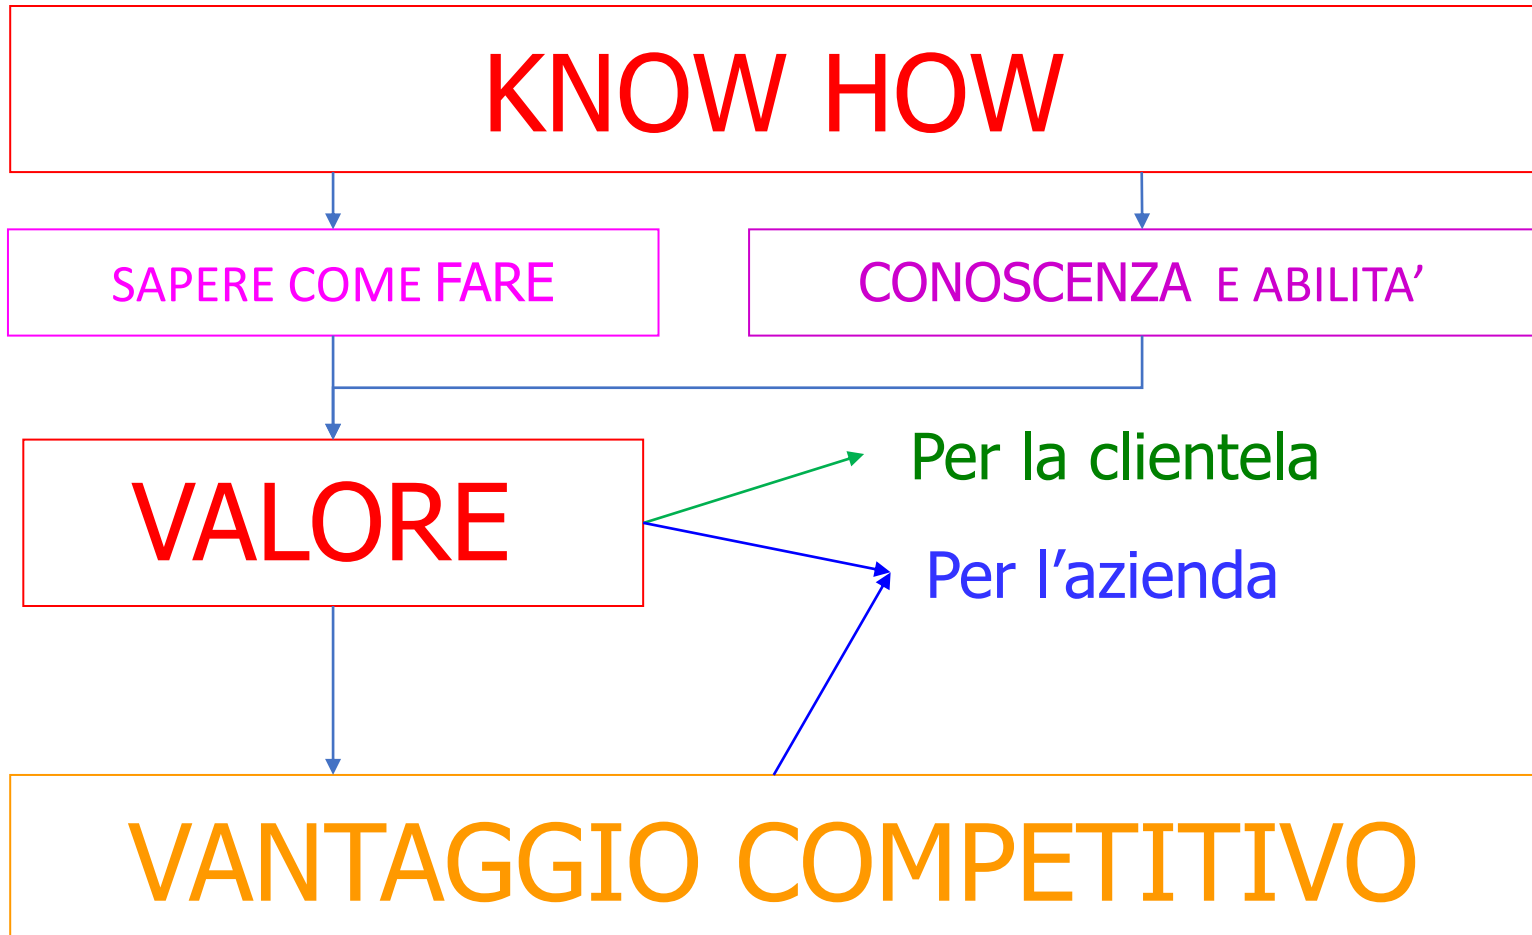 KNOW HOW
SAPERE COME FARE
CONOSCENZA E ABILITA’
VALORE
Per la clientela
Per l’azienda
VANTAGGIO COMPETITIVO